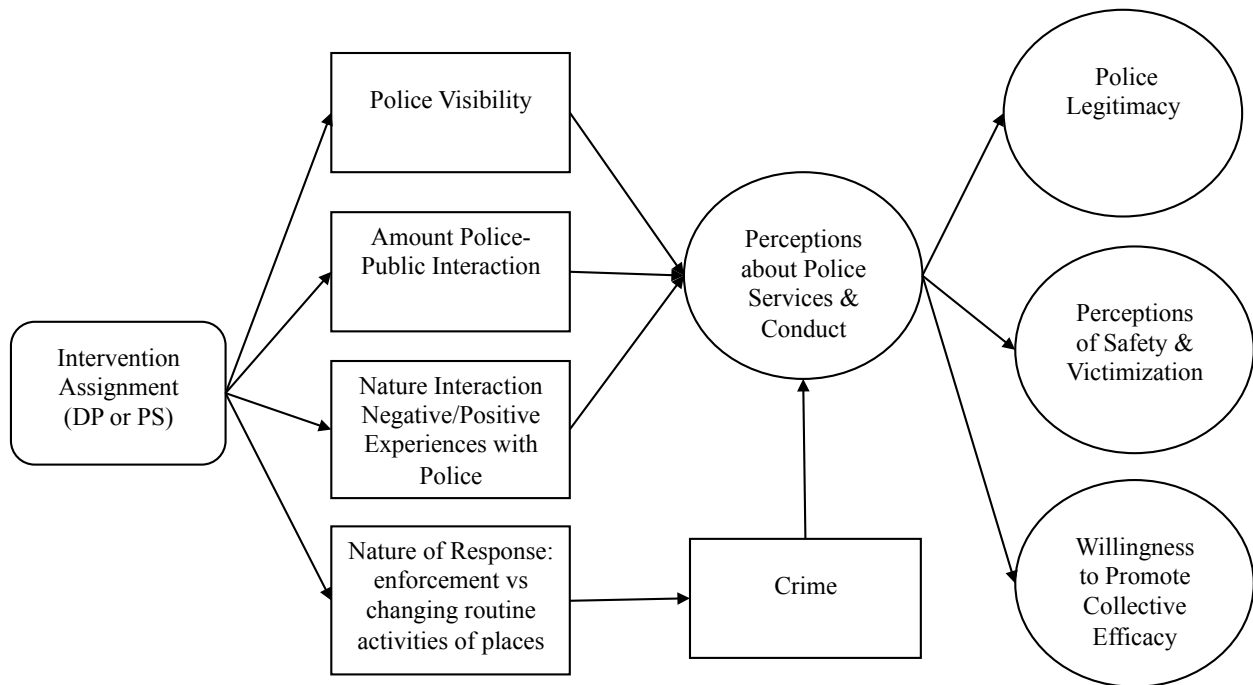 Intervention
Assignment
(DP or PS)
Police Visibility
Amount Police-
Public Interaction
Nature Interaction
Negative/Positive
Experiences with
Police
Nature of Response:
enforcement vs
changing routine
activities of places
Crime
Perceptions
about Police
Services &
Conduct
Police
Legitimacy
Perceptions
of Safety &
Victimization
Willingness
to Promote
Collective
Efficacy